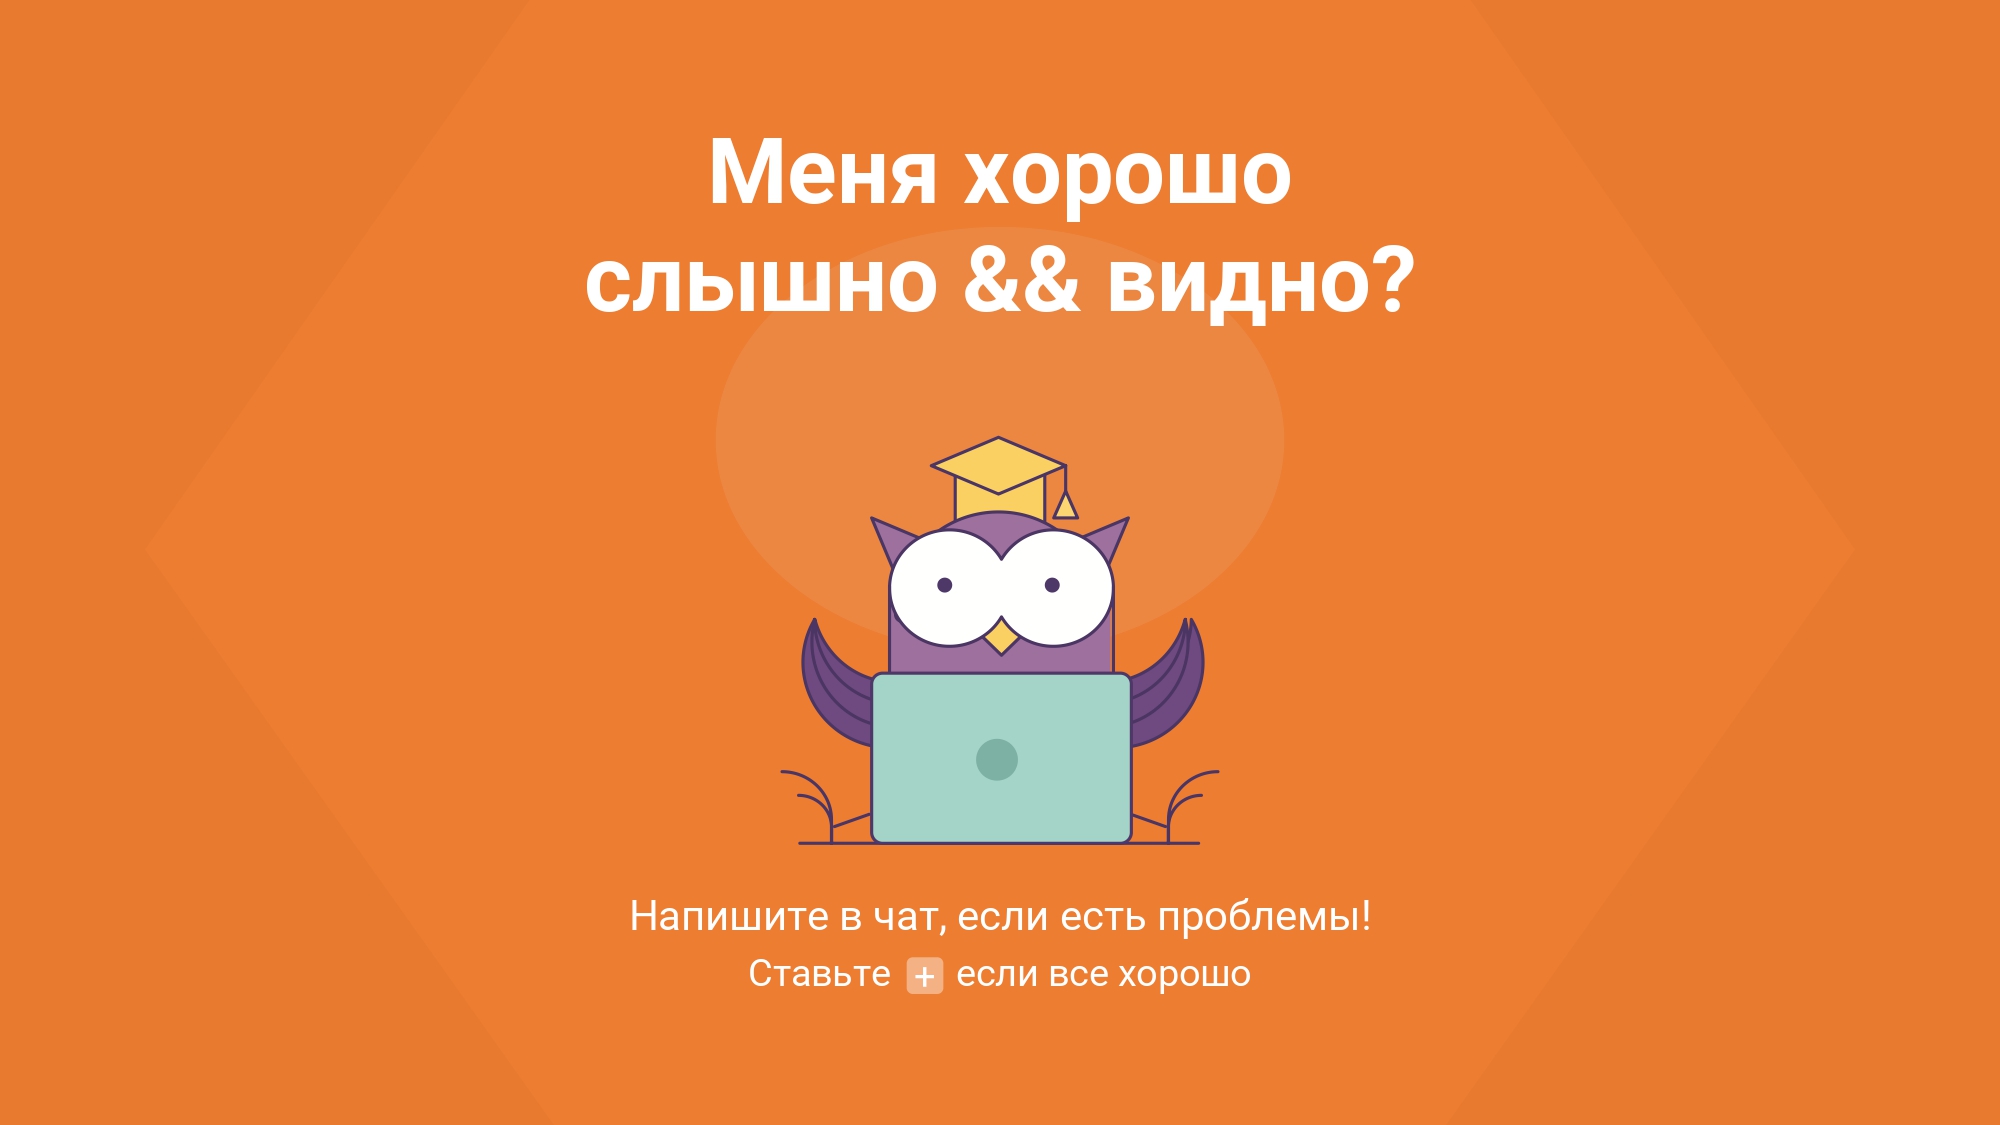 Меня хорошо
слышно && видно?
Напишите в чат, если есть проблемы!
Ставьте + если все хорошо